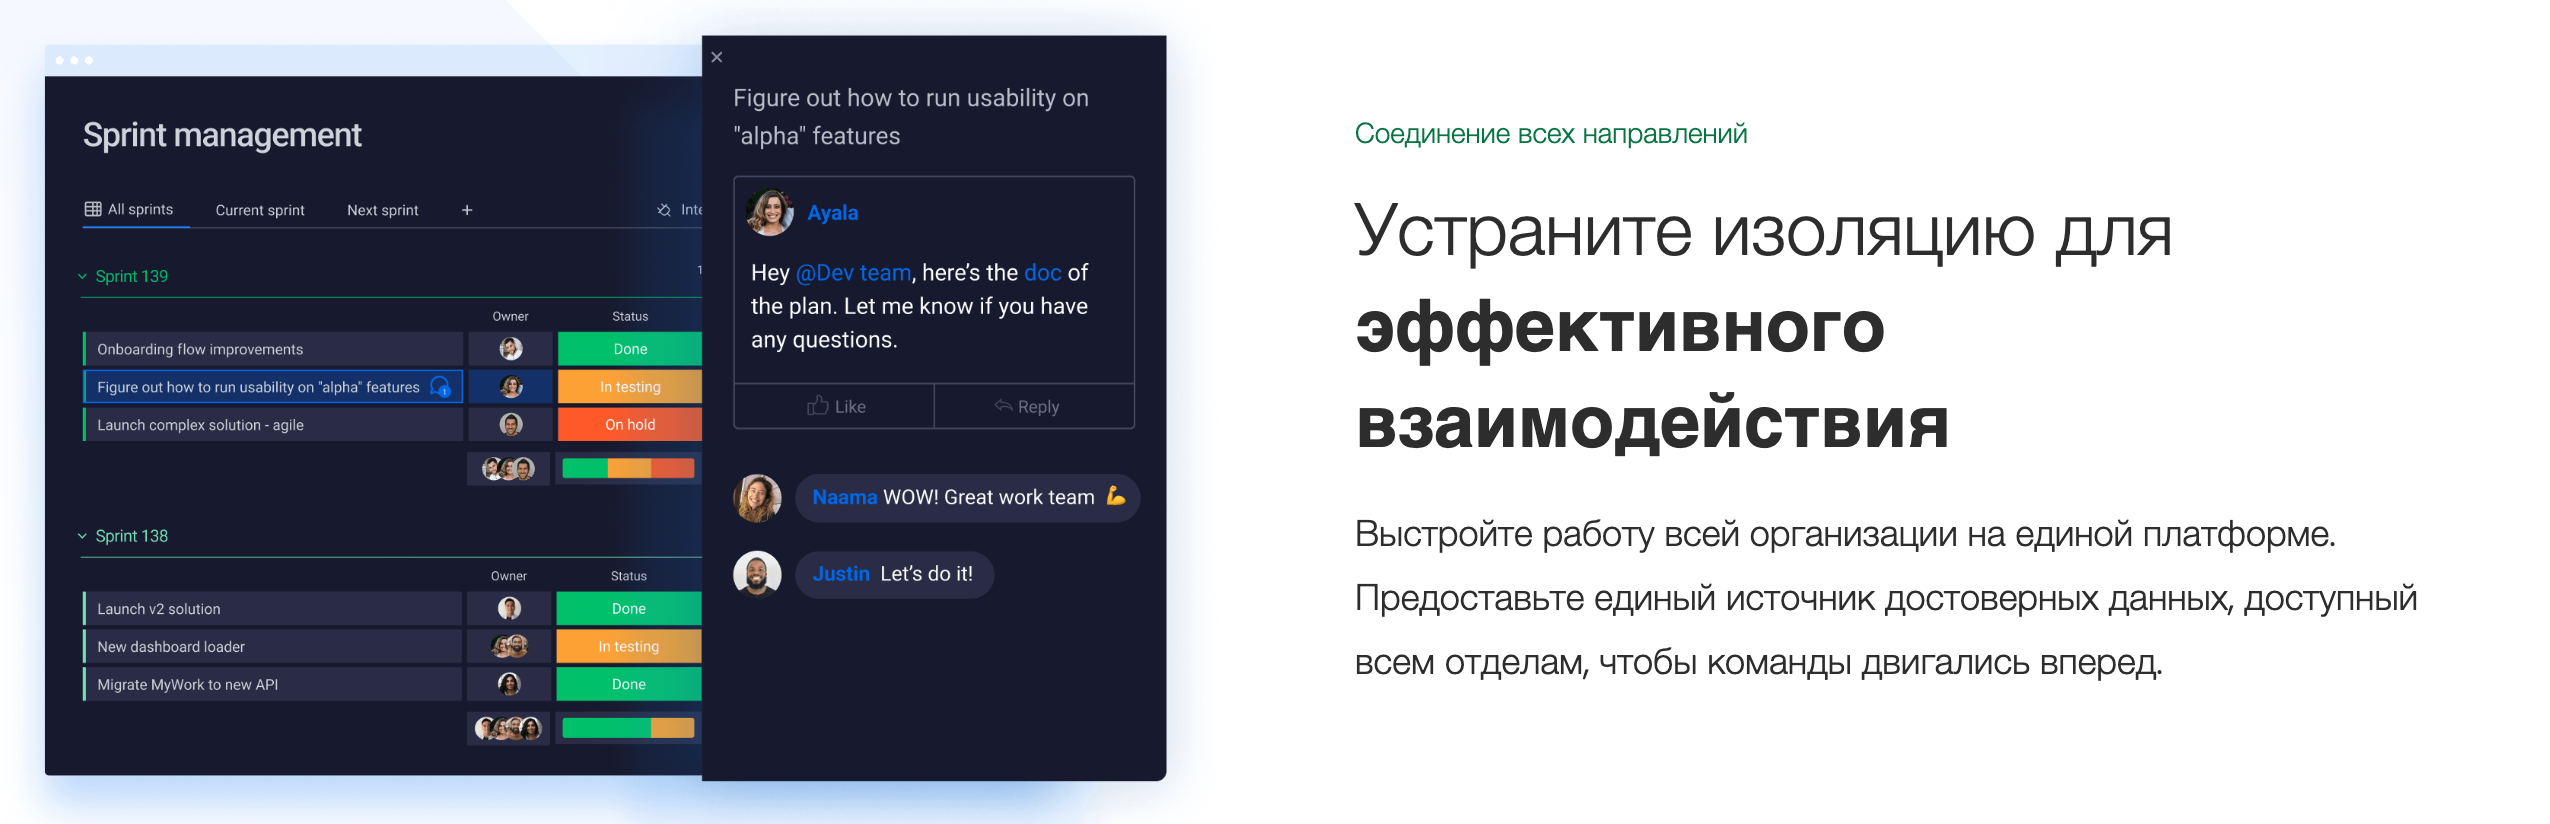 Sprint management
All sprints Current sprint Next sprint +
Sprint 139
Owner Status
Onboarding flow improvements Done
Figure out how to run usability on "alpha" features 1 In testing
Launch complex solution - agile On hold
Sprint 138
Owner Status
Launch v2 solution Done
New dashboard loader In testing
Migrate MyWork to new API Done
Figure out how to run usability on
"alpha" features
Ayala
Hey @Dev team, here's the doc of
the plan. Let me know if you have
any questions.
Like Reply
Naama WOW! Great work team 💪
Justin Let's do it!
Соединение всех направлений
Устраните изоляцию для
эффективного
взаимодействия
Выстройте работу всей организации на единой платформе.
Предоставьте единый источник достоверных данных, доступный
всем отделам, чтобы команды двигались вперед.